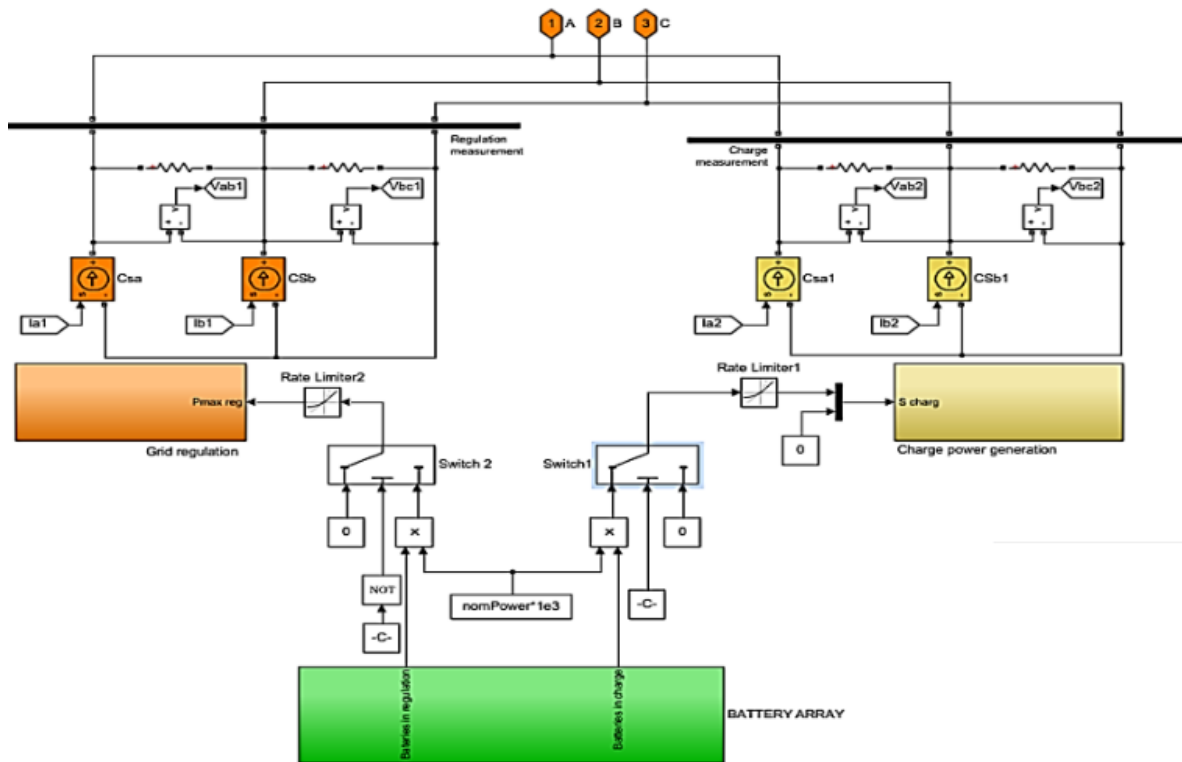 1 A 2 B 3 C
Regulation
measurement
Charge
measurement
Vab1 Vbc1 Vab2 Vbc2
V V V V
+ - + - + - + -
Csa CSb Csa1 CSb1
Ia1 Ib1 Ia2 Ib2
Rate Limiter2
Rate Limiter1
Pmax reg
S charg
Grid regulation
0
Charge power generation
Switch 2
Switch1
0 x x 0
NOT
nomPower*1e3
-C-
-C-
Bateries in regulation
Batteries in charge
BATTERY ARRAY